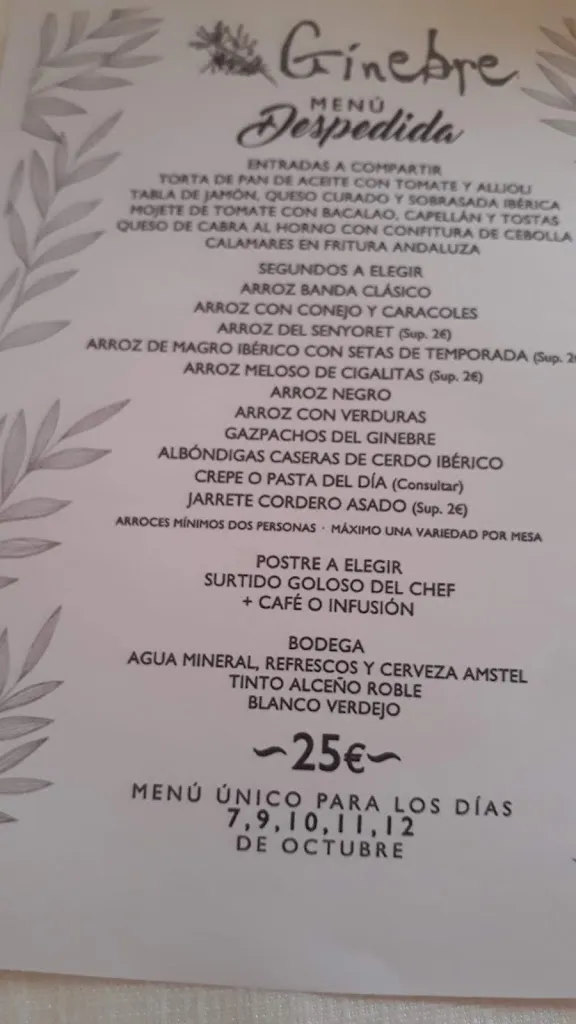 Ginebre
MENÚ
Despedida
ENTRADAS A COMPARTIR
TORTA DE PAN DE ACEITE CON TOMATE Y ALLIOLI
TABLA DE JAMÓN, QUESO CURADO Y SOBRASADA IBÉRICA
MOJETE DE TOMATE CON BACALAO, CAPELLÁN Y TOSTAS
QUESO DE CABRA AL HORNO CON CONFITURA DE CEBOLLA
CALAMARES EN FRITURA ANDALUZA
SEGUNDOS A ELEGIR
ARROZ BANDA CLÁSICO
ARROZ CON CONEJO Y CARACOLES
ARROZ DEL SENYORET (Sup. 2€)
ARROZ DE MAGRO IBÉRICO CON SETAS DE TEMPORADA (Sup. 2€
ARROZ MELOSO DE CIGALITAS (Sup. 2€)
ARROZ NEGRO
ARROZ CON VERDURAS
GAZPACHOS DEL GINEBRE
ALBÓNDIGAS CASERAS DE CERDO IBÉRICO
CREPE O PASTA DEL DÍA (Consultar)
JARRETE CORDERO ASADO (Sup. 2€)
ARROCES MÍNIMOS DOS PERSONAS · MÁXIMO UNA VARIEDAD POR MESA
POSTRE A ELEGIR
SURTIDO GOLOSO DEL CHEF
+ CAFÉ O INFUSIÓN
BODEGA
AGUA MINERAL, REFRESCOS Y CERVEZA AMSTEL
TINTO ALCEÑO ROBLE
BLANCO VERDEJO
~25€~
MENÚ ÚNICO PARA LOS DÍAS
7,9,10,11,12
DE OCTUBRE